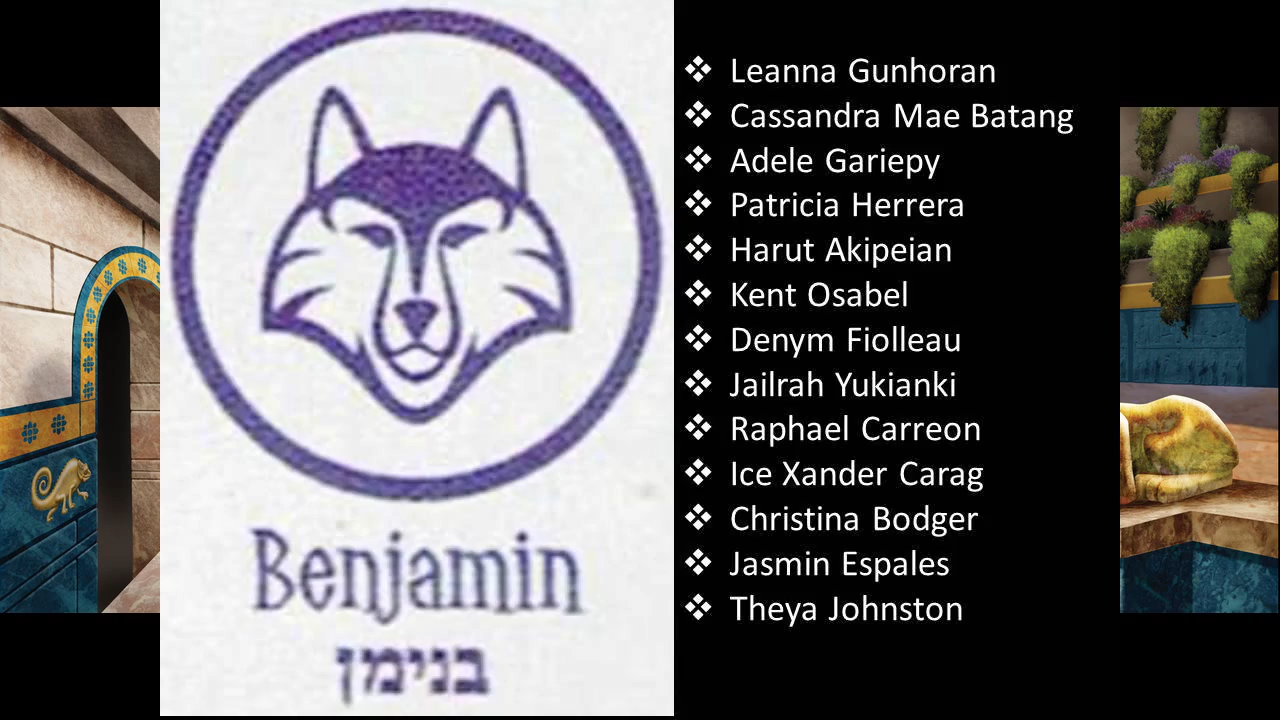 Benjamin
בנימן
Leanna Gunhoran
Cassandra Mae Batang
Adele Gariepy
Patricia Herrera
Harut Akipeian
Kent Osabel
Denym Fiolleau
Jailrah Yukianki
Raphael Carreon
Ice Xander Carag
Christina Bodger
Jasmin Espales
Theya Johnston